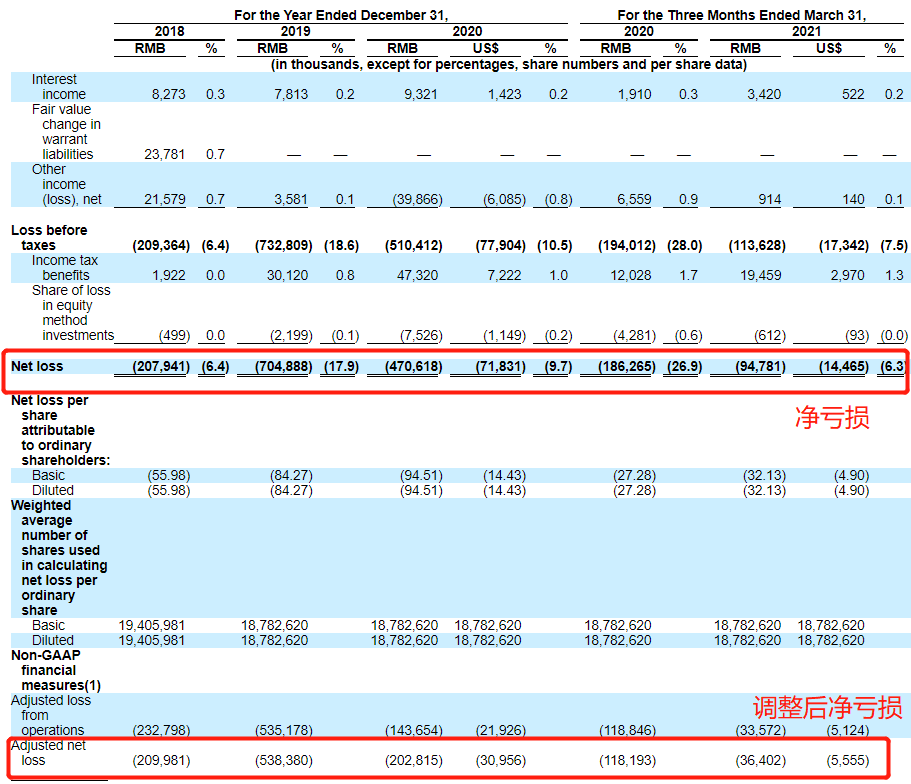 For the Year Ended December 31, For the Three Months Ended March 31,
2018 2019 2020 2020 2021
RMB % RMB % RMB US$ % RMB % RMB US$ %
(in thousands, except for percentages, share numbers and per share data)
Interest
income 8,273 0.3 7,813 0.2 9,321 1,423 0.2 1,910 0.3 3,420 522 0.2
Fair value
change in
warrant
liabilities 23,781 0.7 — — — — — — — — — —
Other
income
(loss), net 21,579 0.7 3,581 0.1 (39,866) (6,085) (0.8) 6,559 0.9 914 140 0.1
Loss before
taxes (209,364) (6.4) (732,809) (18.6) (510,412) (77,904) (10.5) (194,012) (28.0) (113,628) (17,342) (7.5)
Income tax
benefits 1,922 0.0 30,120 0.8 47,320 7,222 1.0 12,028 1.7 19,459 2,970 1.3
Share of loss
in equity
method
investments (499) 0.0 (2,199) (0.1) (7,526) (1,149) (0.2) (4,281) (0.6) (612) (93) (0.0)
Net loss (207,941) (6.4) (704,888) (17.9) (470,618) (71,831) (9.7) (186,265) (26.9) (94,781) (14,465) (6.3)
净亏损
Net loss per
share
attributable
to ordinary
shareholders:
Basic (55.98) (84.27) (94.51) (14.43) (27.28) (32.13) (4.90)
Diluted (55.98) (84.27) (94.51) (14.43) (27.28) (32.13) (4.90)
Weighted
average
number of
shares used
in calculating
net loss per
ordinary
share
Basic 19,405,981 18,782,620 18,782,620 18,782,620 18,782,620 18,782,620 18,782,620
Diluted 19,405,981 18,782,620 18,782,620 18,782,620 18,782,620 18,782,620 18,782,620
Non-GAAP
financial
measures(1)
Adjusted loss
from
operations (232,798) (535,178) (143,654) (21,926) (118,846) (33,572) (5,124)
调整后净亏损
Adjusted net
loss (209,981) (538,380) (202,815) (30,956) (118,193) (36,402) (5,555)